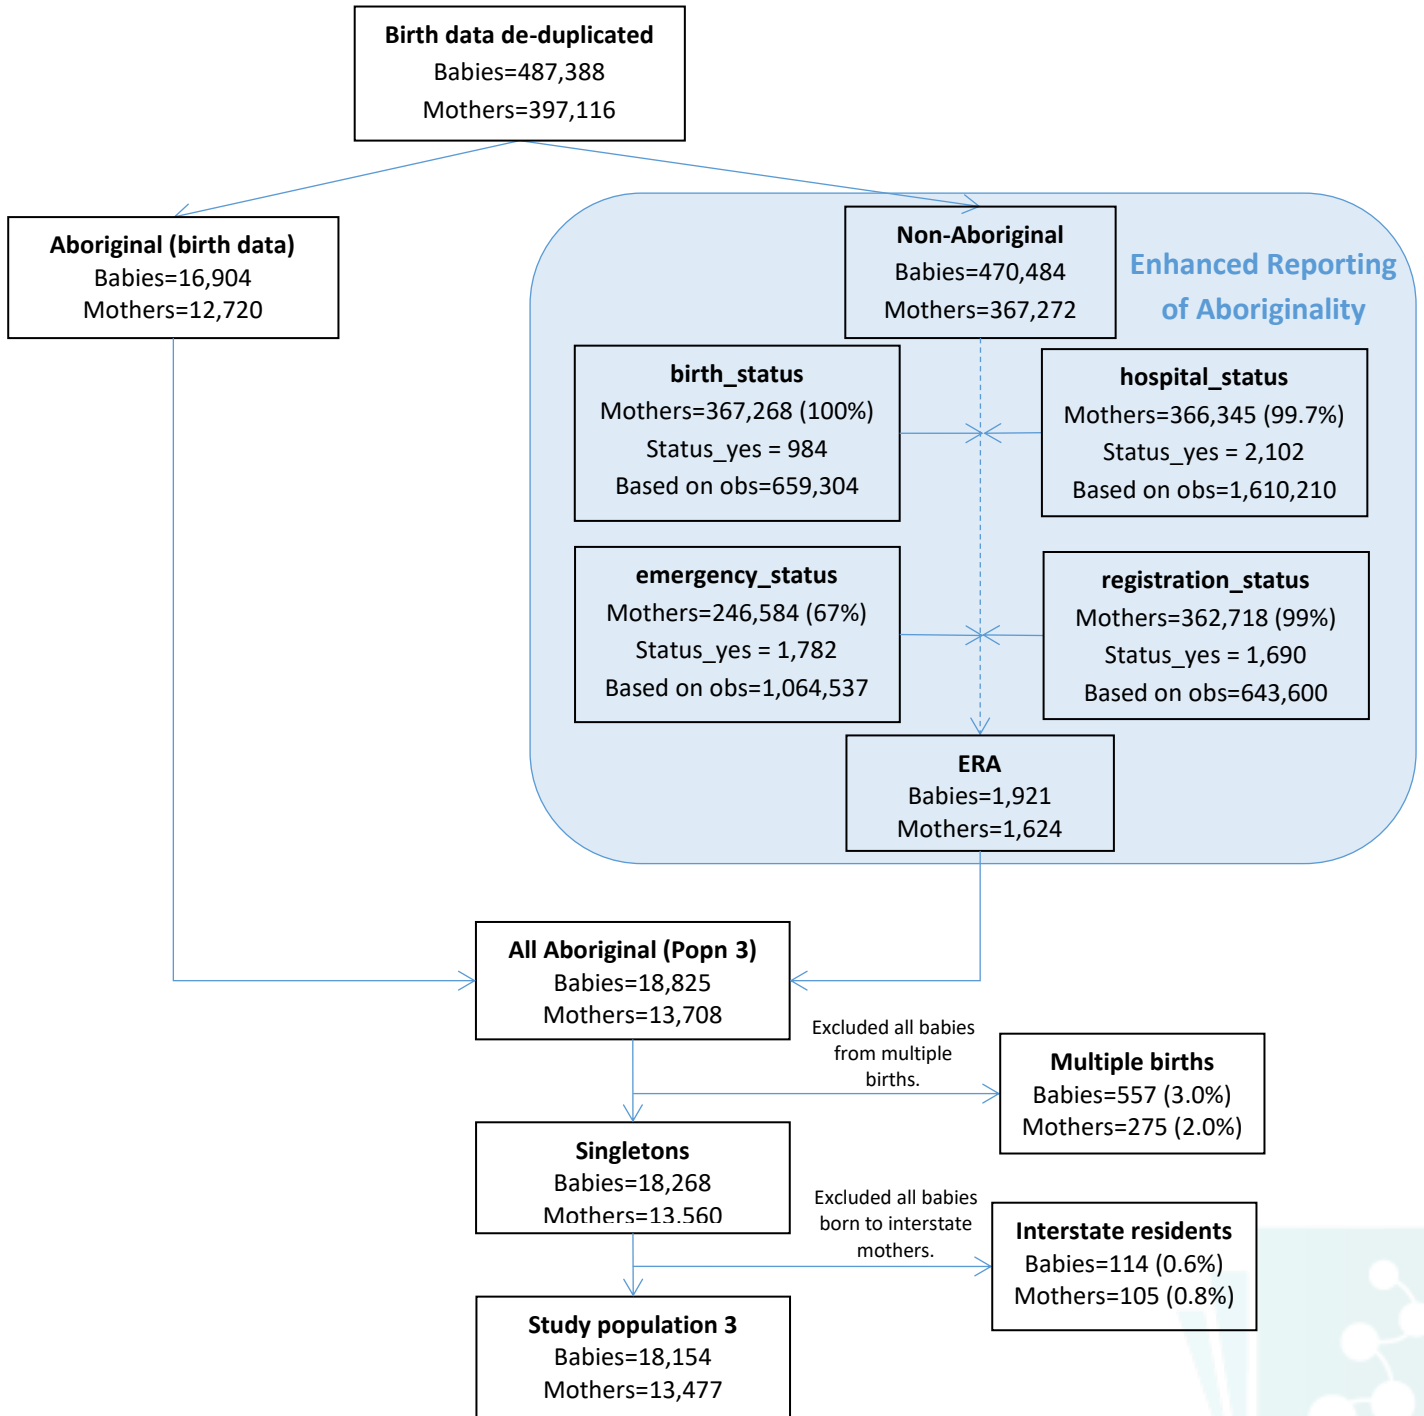 Birth data de-duplicated
Babies=487,388
Mothers=397,116
Aboriginal (birth data)
Babies=16,904
Mothers=12,720
Non-Aboriginal
Babies=470,484
Mothers=367,272
Enhanced Reporting
of Aboriginality
birth_status
Mothers=367,268 (100%)
Status_yes = 984
Based on obs=659,304
hospital_status
Mothers=366,345 (99.7%)
Status_yes = 2,102
Based on obs=1,610,210
emergency_status
Mothers=246,584 (67%)
Status_yes = 1,782
Based on obs=1,064,537
registration_status
Mothers=362,718 (99%)
Status_yes = 1,690
Based on obs=643,600
ERA
Babies=1,921
Mothers=1,624
All Aboriginal (Popn 3)
Babies=18,825
Mothers=13,708
Excluded all babies
from multiple
births.
Multiple births
Babies=557 (3.0%)
Mothers=275 (2.0%)
Singletons
Babies=18,268
Mothers=13.560
Excluded all babies
born to interstate
mothers.
Interstate residents
Babies=114 (0.6%)
Mothers=105 (0.8%)
Study population 3
Babies=18,154
Mothers=13,477